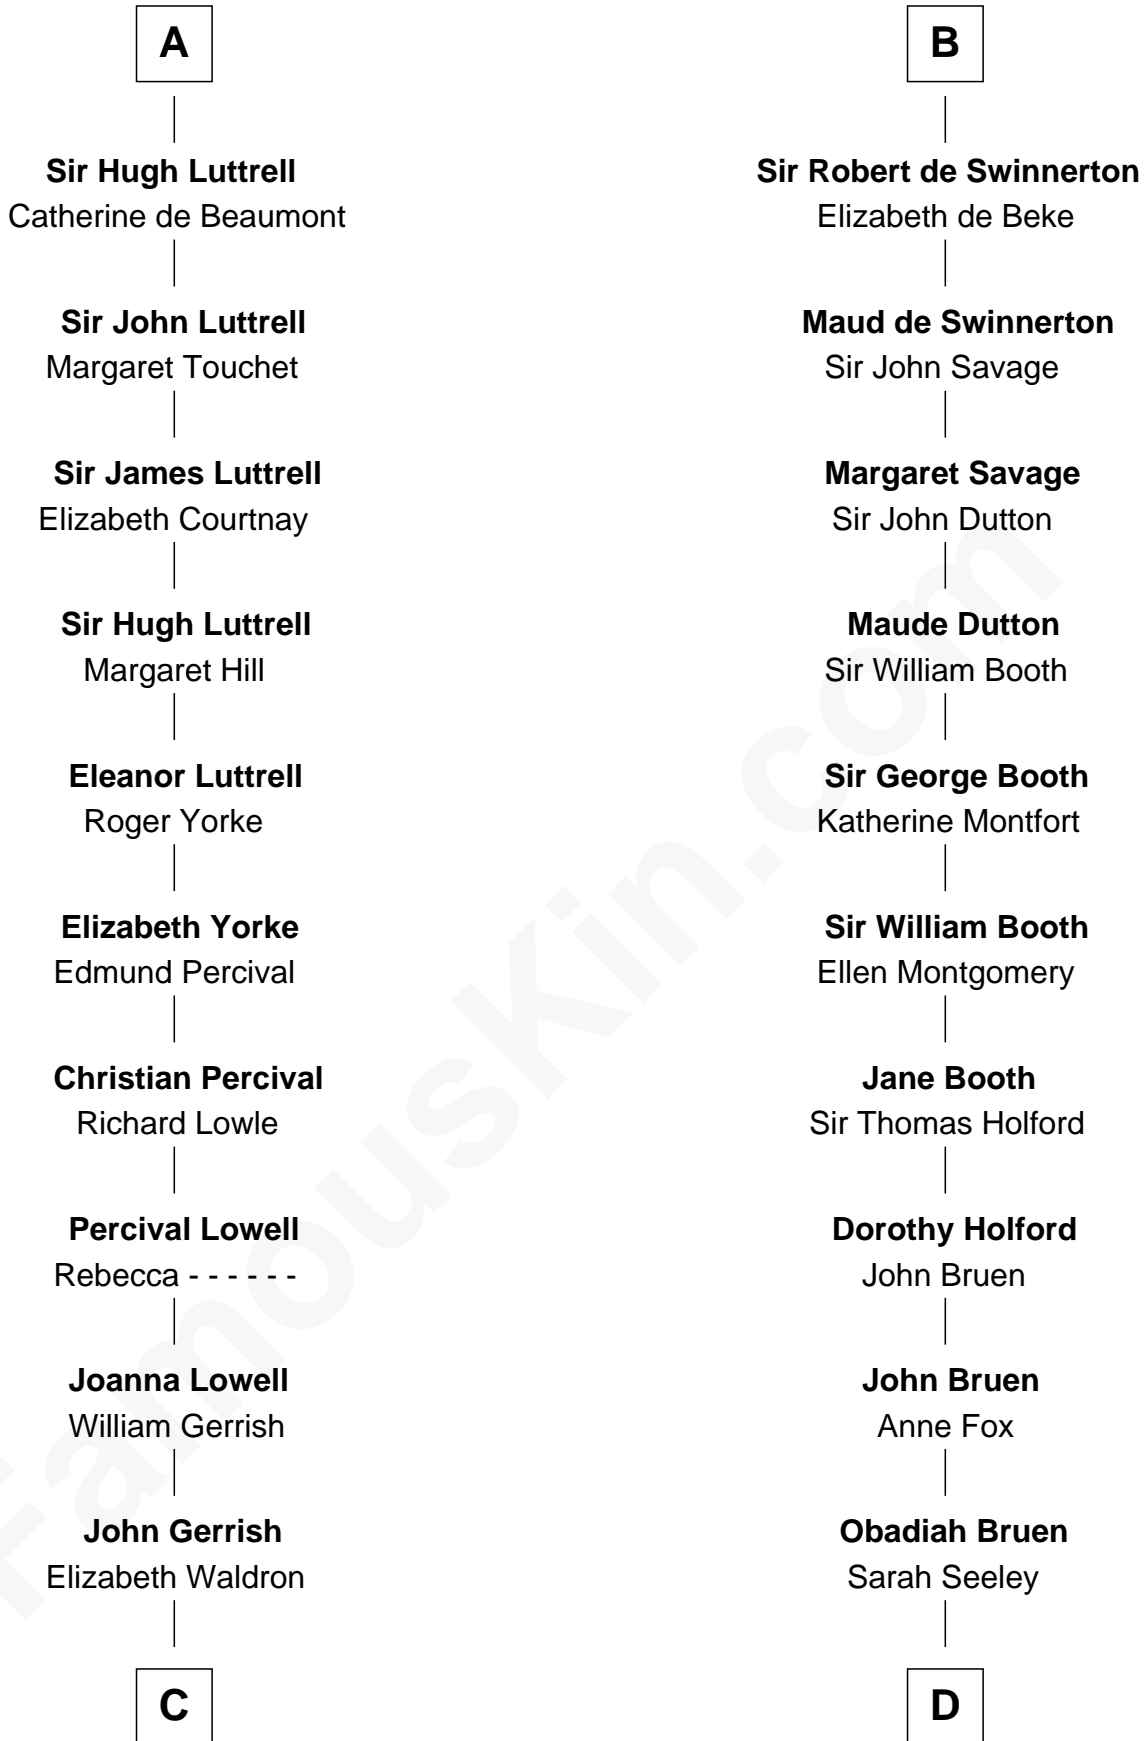 A
Sir Hugh Luttrell
Catherine de Beaumont
Sir John Luttrell
Margaret Touchet
Sir James Luttrell
Elizabeth Courtnay
Sir Hugh Luttrell
Margaret Hill
Eleanor Luttrell
Roger Yorke
Elizabeth Yorke
Edmund Percival
Christian Percival
Richard Lowle
Percival Lowell
Rebecca - - - - - -
Joanna Lowell
William Gerrish
John Gerrish
Elizabeth Waldron
C
B
Sir Robert de Swinnerton
Elizabeth de Beke
Maud de Swinnerton
Sir John Savage
Margaret Savage
Sir John Dutton
Maude Dutton
Sir William Booth
Sir George Booth
Katherine Montfort
Sir William Booth
Ellen Montgomery
Jane Booth
Sir Thomas Holford
Dorothy Holford
John Bruen
John Bruen
Anne Fox
Obadiah Bruen
Sarah Seeley
D
FamousKin.com